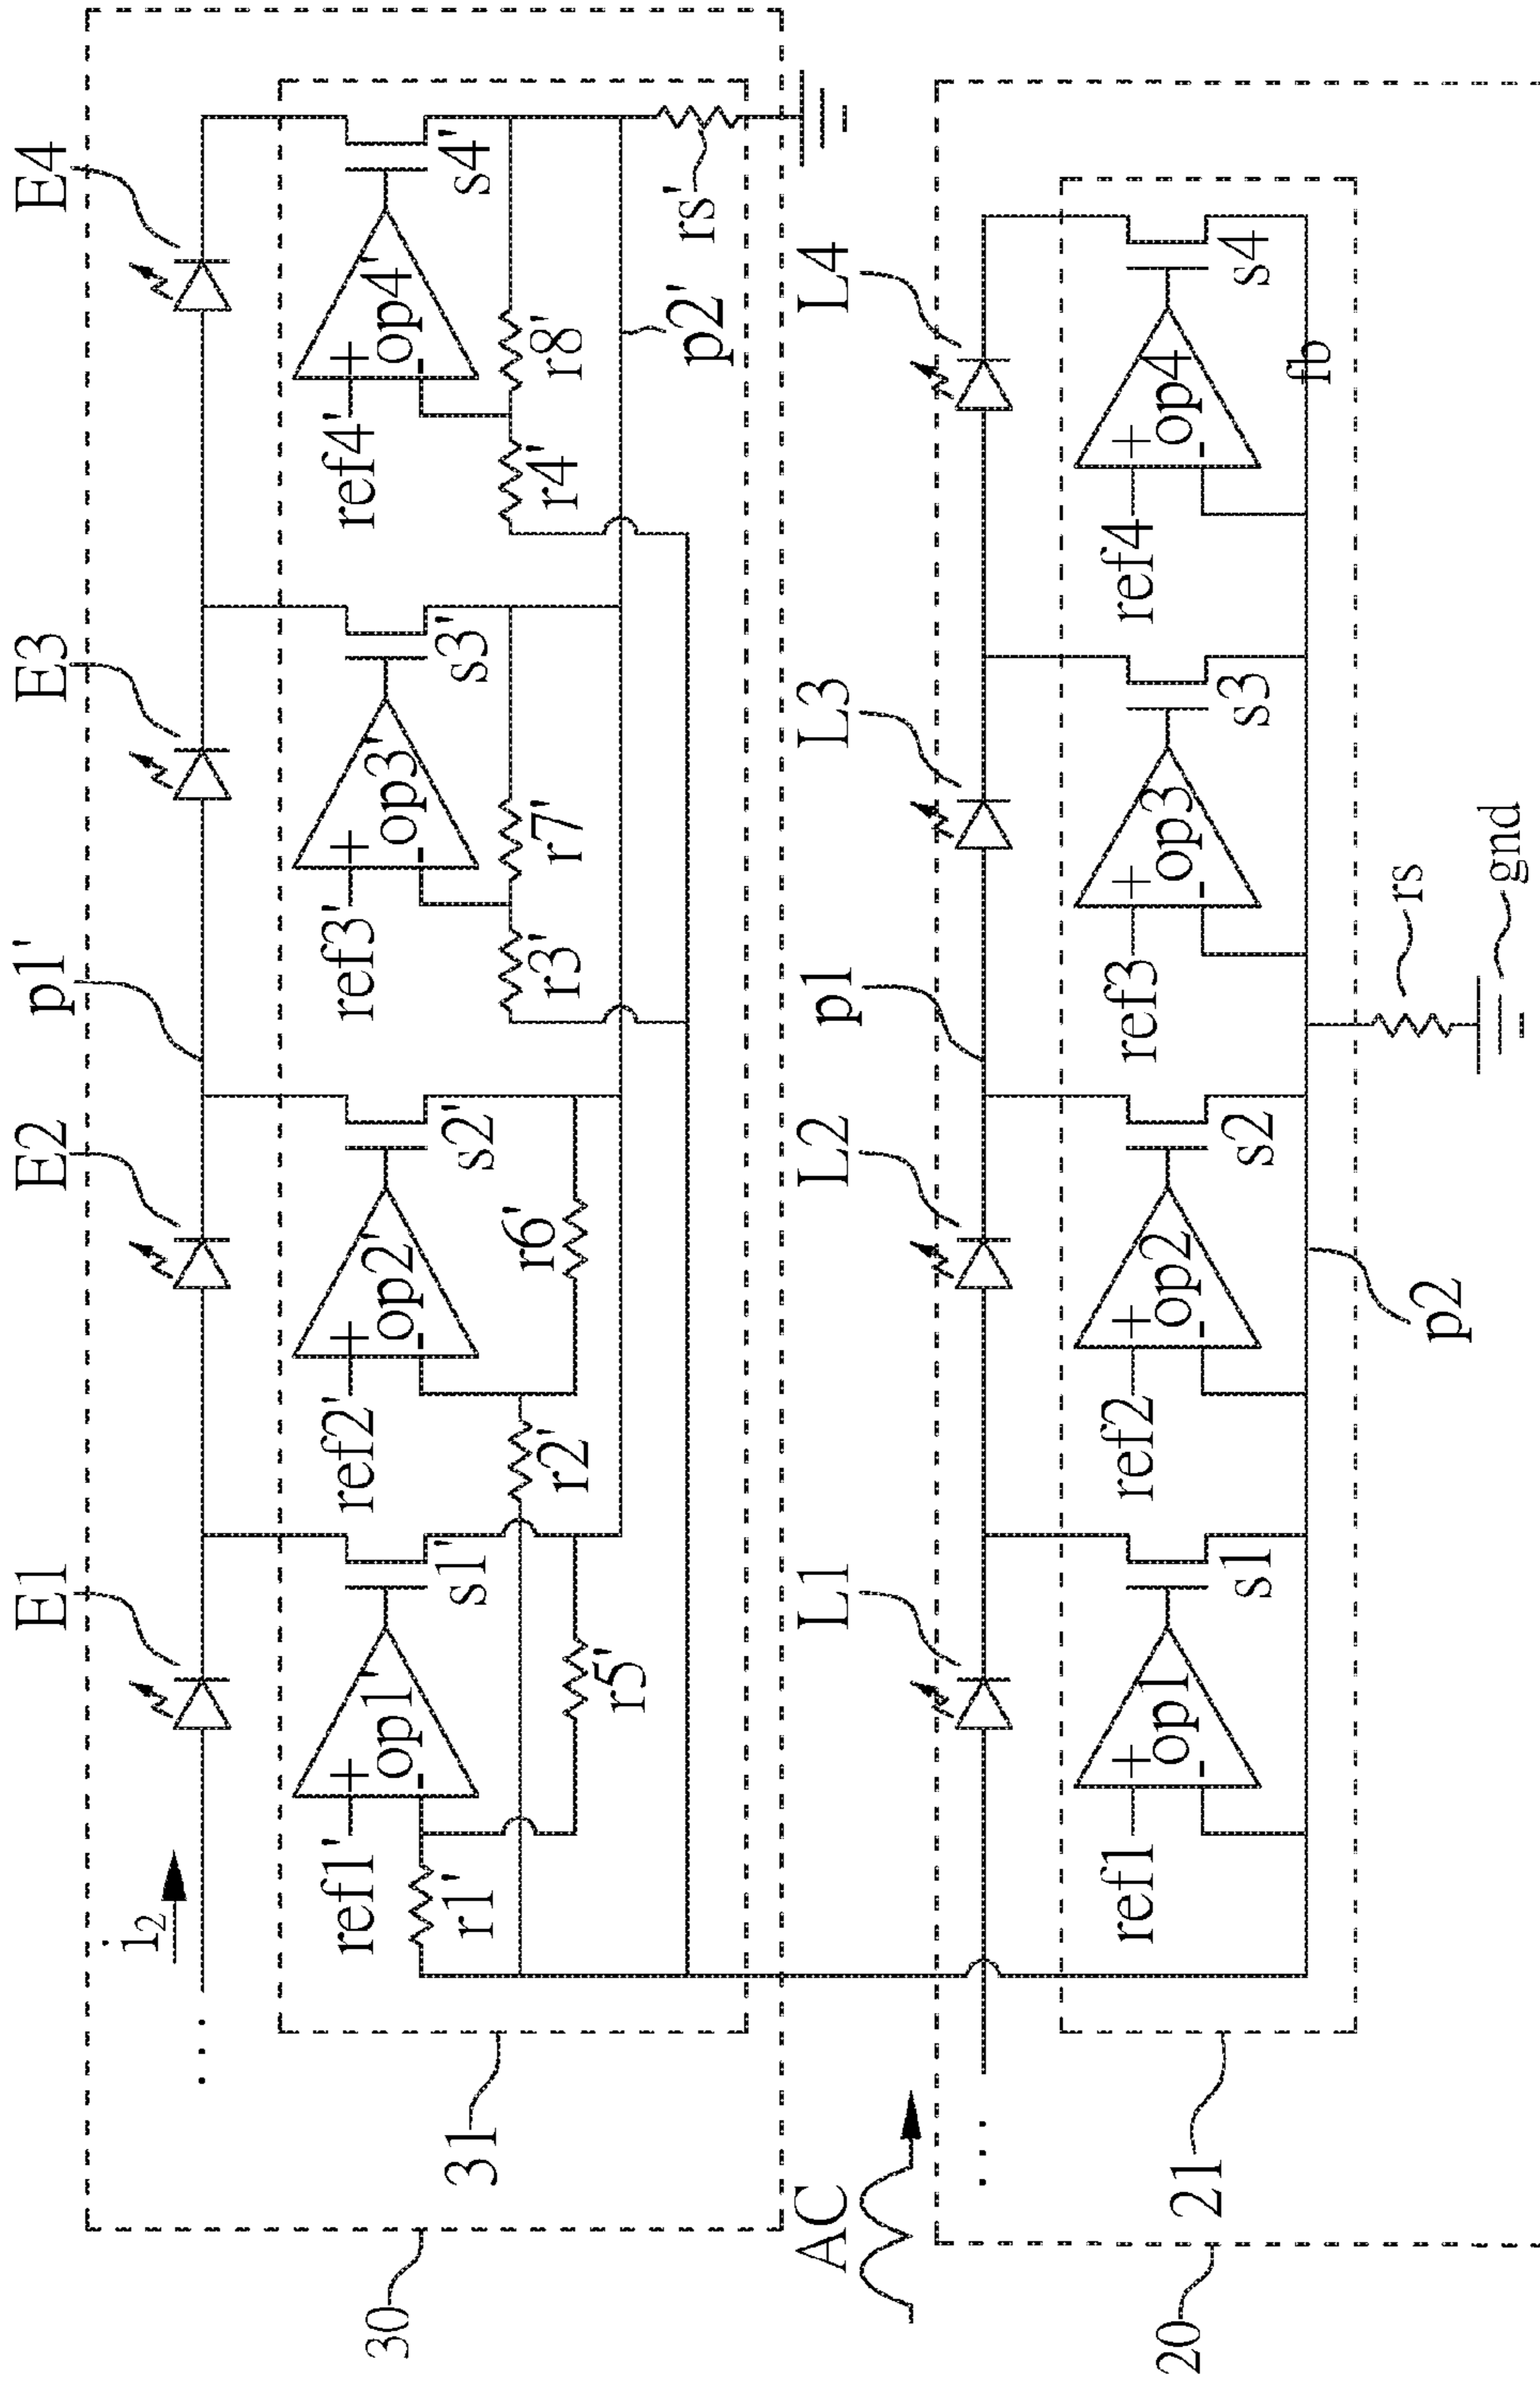 30
31
i2
E1
E2
p1'
E3
E4
ref1'
+
-
op1'
s1'
r1'
r5'
ref2'
+
-
op2'
s2'
r2'
r6'
ref3'
+
-
op3'
s3'
r3'
r7'
ref4'
+
-
op4'
s4'
r4'
r8'
p2'
rs'
AC
20
21
L1
L2
p1
L3
L4
ref1
+
-
op1
s1
ref2
+
-
op2
s2
ref3
+
-
op3
s3
ref4
+
-
op4
s4
fb
p2
rs
gnd